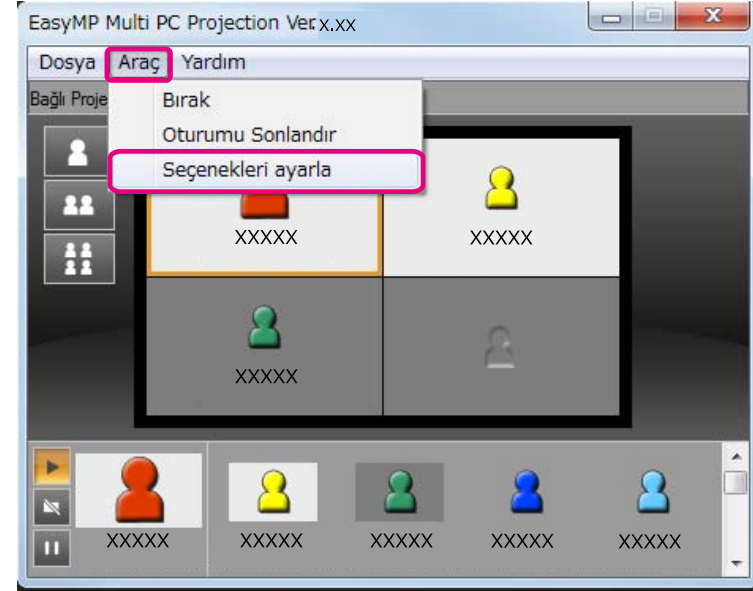 EasyMP Multi PC Projection Ver.x.xx
Dosya Araç Yardım
Bağlı Proje
Bırak
Oturumu Sonlandır
Seçenekleri ayarla
XXXXX XXXXX
XXXXX
XXXXX XXXXX XXXXX XXXXX XXXXX